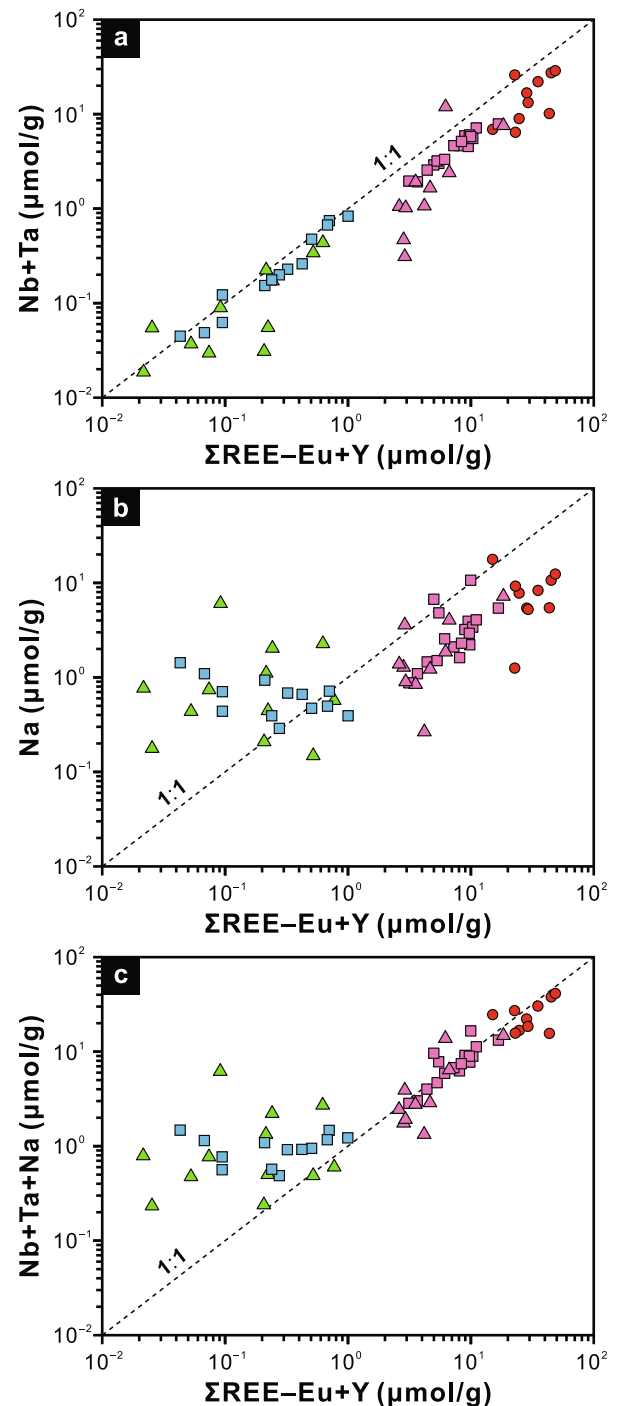 a
10²
10¹
10⁰
10⁻¹
10⁻²
Nb+Ta (μmol/g)
1:1
10⁻² 10⁻¹ 10⁰ 10¹ 10²
ΣREE–Eu+Y (μmol/g)
b
10²
10¹
10⁰
10⁻¹
10⁻²
Na (μmol/g)
1:1
10⁻² 10⁻¹ 10⁰ 10¹ 10²
ΣREE–Eu+Y (μmol/g)
c
10²
10¹
10⁰
10⁻¹
10⁻²
Nb+Ta+Na (μmol/g)
1:1
10⁻² 10⁻¹ 10⁰ 10¹ 10²
ΣREE–Eu+Y (μmol/g)